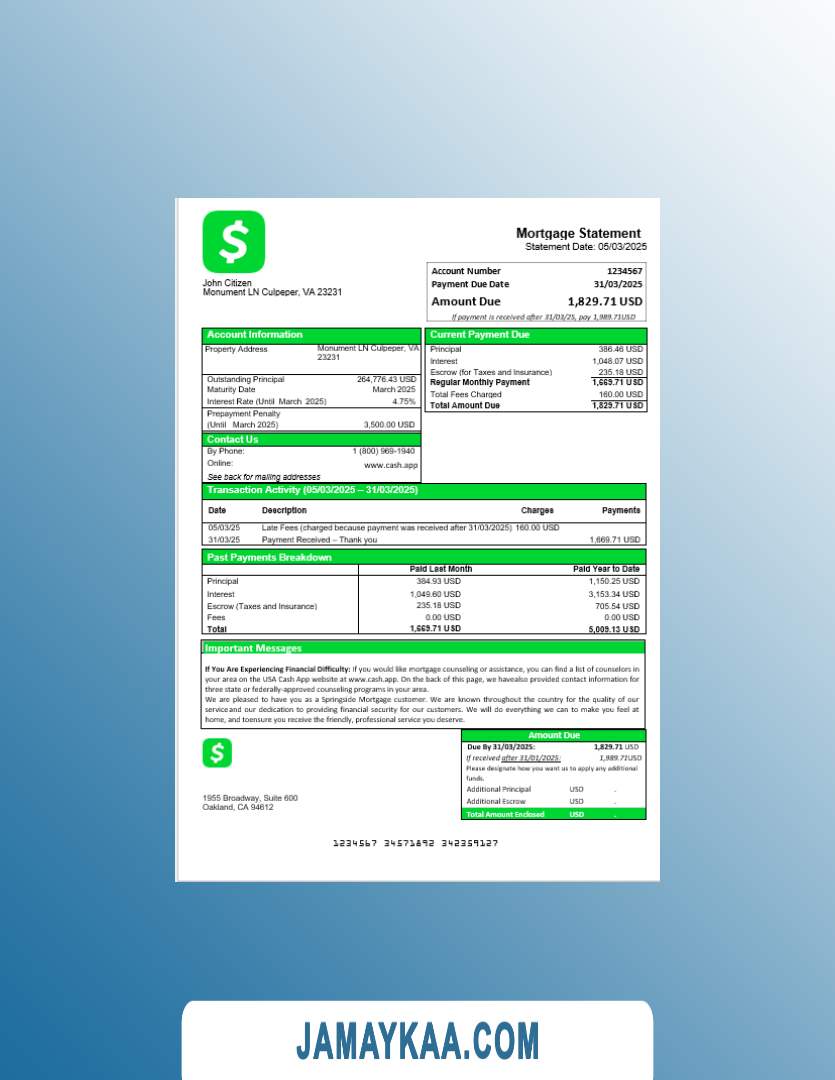 $
Mortgage Statement
Statement Date: 05/03/2025
John Citizen
Monument LN Culpeper, VA 23231
Account Number 1234567
Payment Due Date 31/03/2025
Amount Due 1,829.71 USD
If payment is received after 31/03/25, pay 1,989.71USD
Account Information
Property Address Monument LN Culpeper, VA
23231
Outstanding Principal 264,776.43 USD
Maturity Date March 2025
Interest Rate (Until March 2025) 4.75%
Prepayment Penalty
(Until March 2025) 3,500.00 USD
Contact Us
By Phone: 1 (800) 969-1940
Online: www.cash.app
See back for mailing addresses
Current Payment Due
Principal 386.46 USD
Interest 1,048.07 USD
Escrow (for Taxes and Insurance) 235.18 USD
Regular Monthly Payment 1,669.71 USD
Total Fees Charged 160.00 USD
Total Amount Due 1,829.71 USD
Transaction Activity (05/03/2025 – 31/03/2025)
Date Description Charges Payments
05/03/25 Late Fees (charged because payment was received after 31/03/2025) 160.00 USD
31/03/25 Payment Received – Thank you 1,669.71 USD
Past Payments Breakdown
Paid Last Month Paid Year to Date
Principal 384.93 USD 1,150.25 USD
Interest 1,049.60 USD 3,153.34 USD
Escrow (Taxes and Insurance) 235.18 USD 705.54 USD
Fees 0.00 USD 0.00 USD
Total 1,669.71 USD 5,009.13 USD
Important Messages
If You Are Experiencing Financial Difficulty: If you would like mortgage counseling or assistance, you can find a list of counselors in
your area on the USA Cash App website at www.cash.app. On the back of this page, we havealso provided contact information for
three state or federally-approved counseling programs in your area.
We are pleased to have you as a Springside Mortgage customer. We are known throughout the country for the quality of our
service and our dedication to providing financial security for our customers. We will do everything we can to make you feel at
home, and toensure you receive the friendly, professional service you deserve.
$
1955 Broadway, Suite 600
Oakland, CA 94612
Amount Due
Due By 31/03/2025: 1,829.71 USD
If received after 31/01/2025: 1,989.71USD
Please designate how you want us to apply any additional
funds.
Additional Principal USD .
Additional Escrow USD .
Total Amount Enclosed USD .
1234567 34571892 342359127
JAMAYKAA.COM